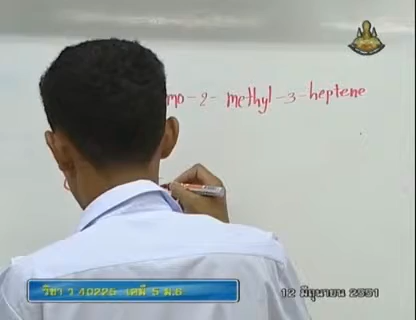 mo-2-methyl-3-heptene
วิชา ว 40225 เคมี 5 ม.6
12 มิถุนายน 2551